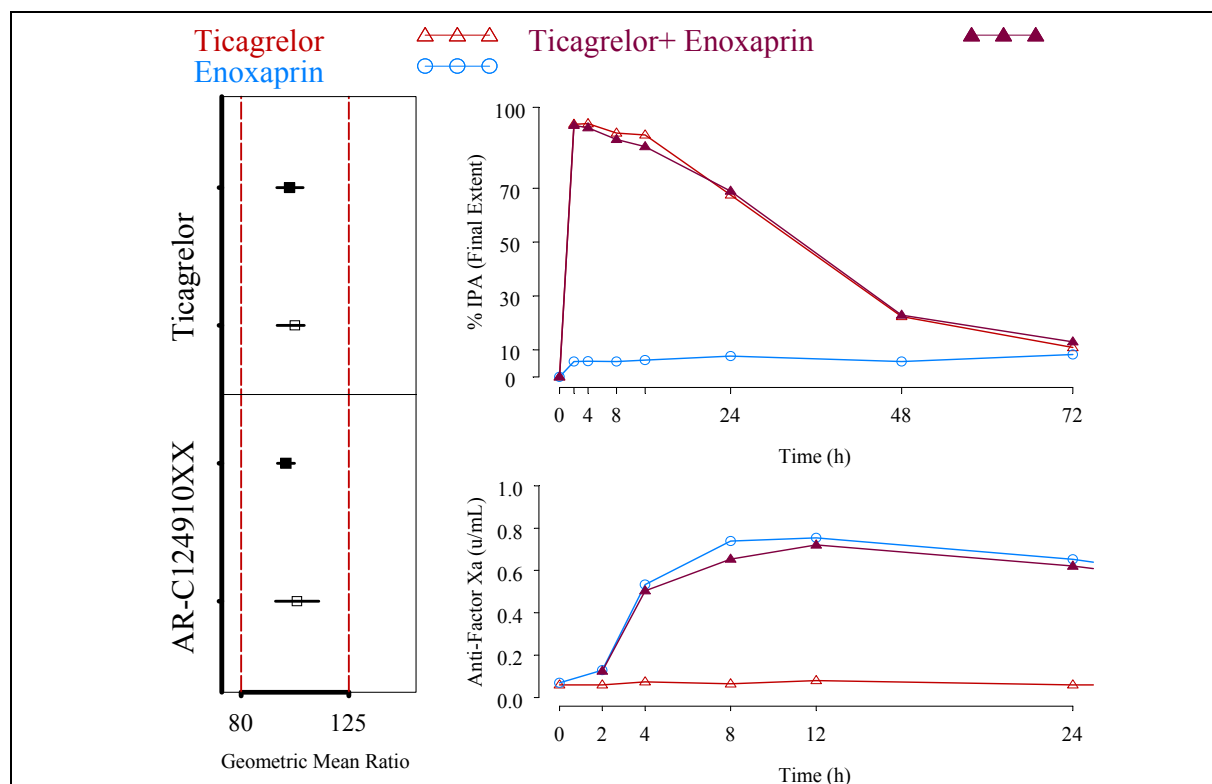 Ticagrelor Ticagrelor+ Enoxaprin
Enoxaprin
Ticagrelor
AR-C124910XX
80 125
Geometric Mean Ratio
% IPA (Final Extent)
100
70
50
30
10
0
0 4 8 24 48 72
Time (h)
Anti-Factor Xa (u/mL)
1.0
0.8
0.6
0.4
0.2
0.0
0 2 4 8 12 24
Time (h)